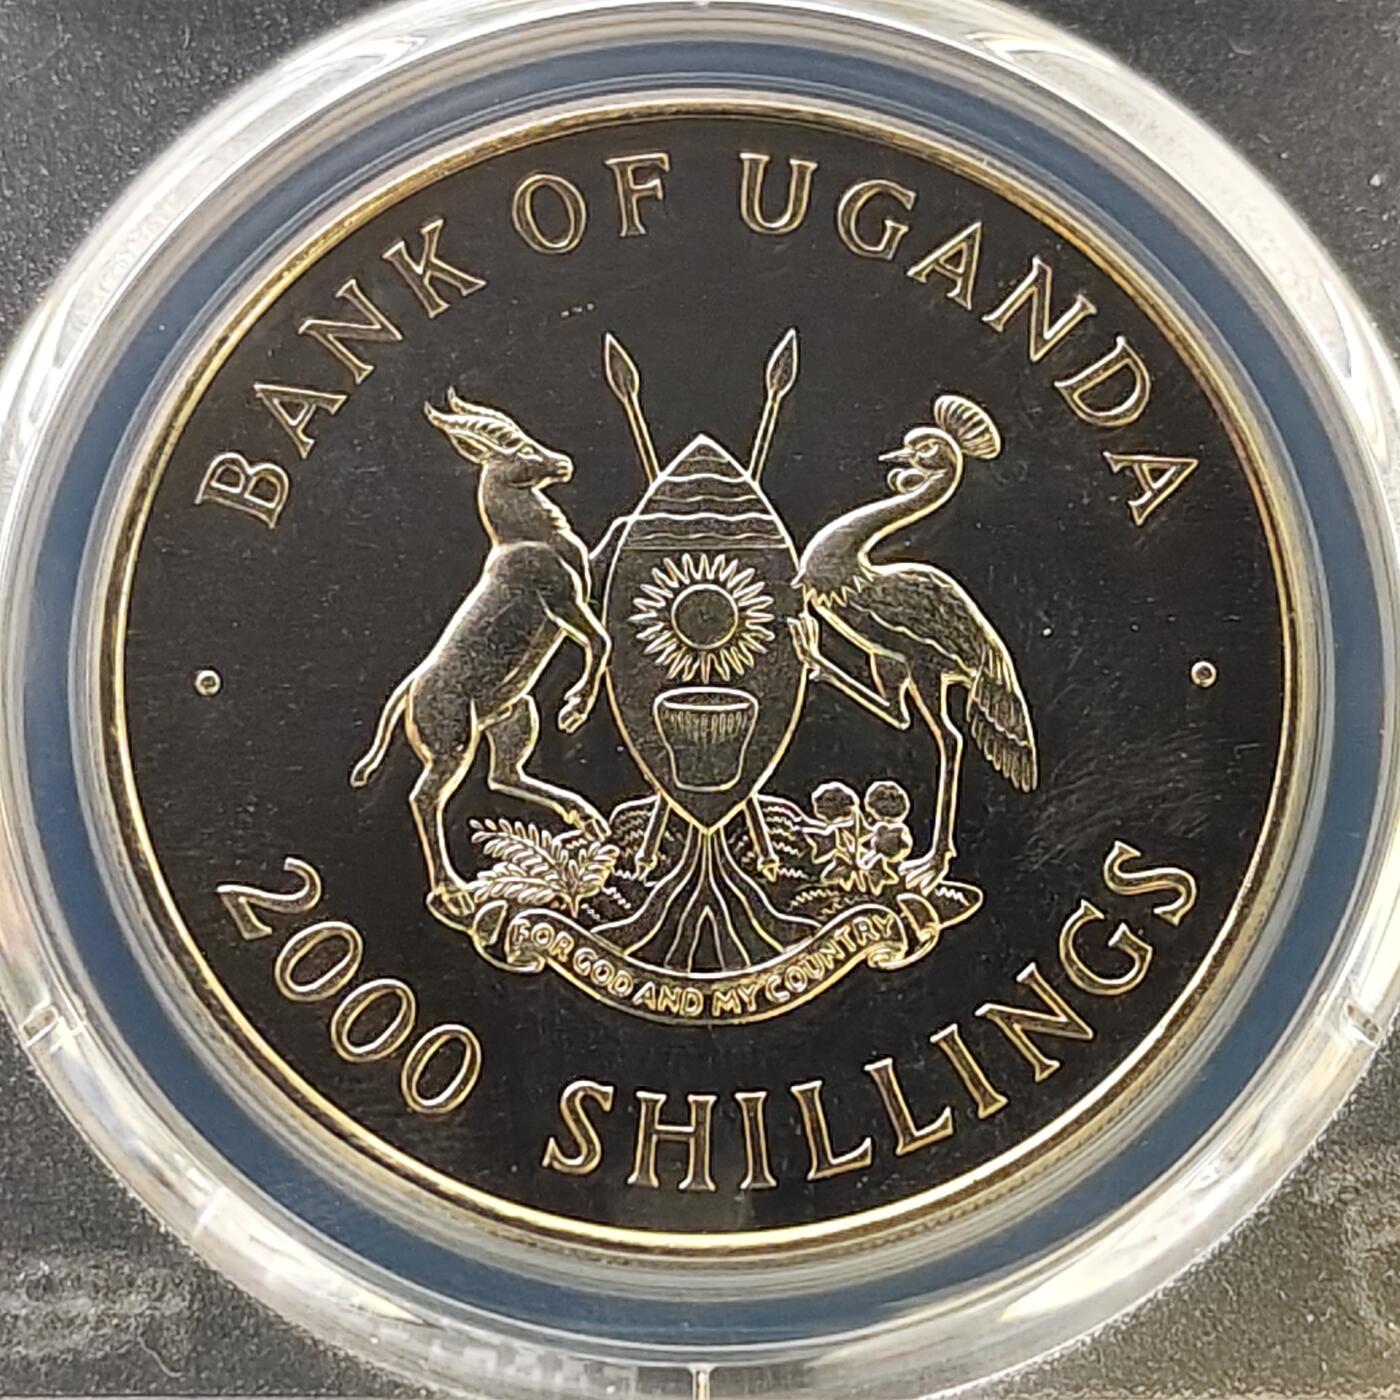 BANK OF UGANDA
FOR GOD AND MY COUNTRY
2000 SHILLINGS